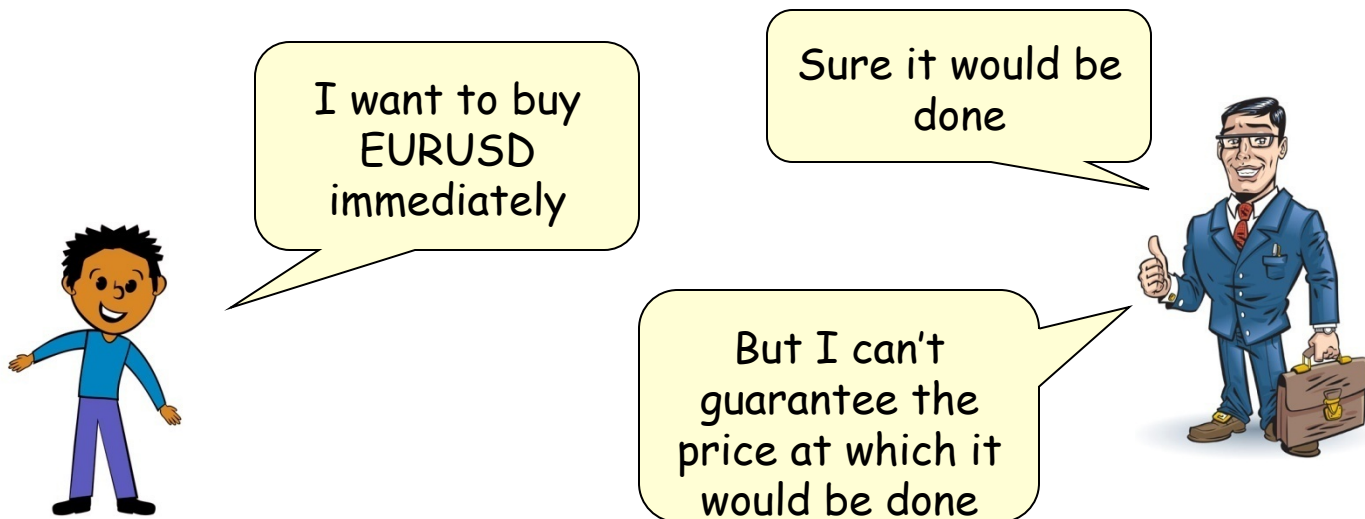 I want to buy
EURUSD
immediately
Sure it would be
done
But I can't
guarantee the
price at which it
would be done